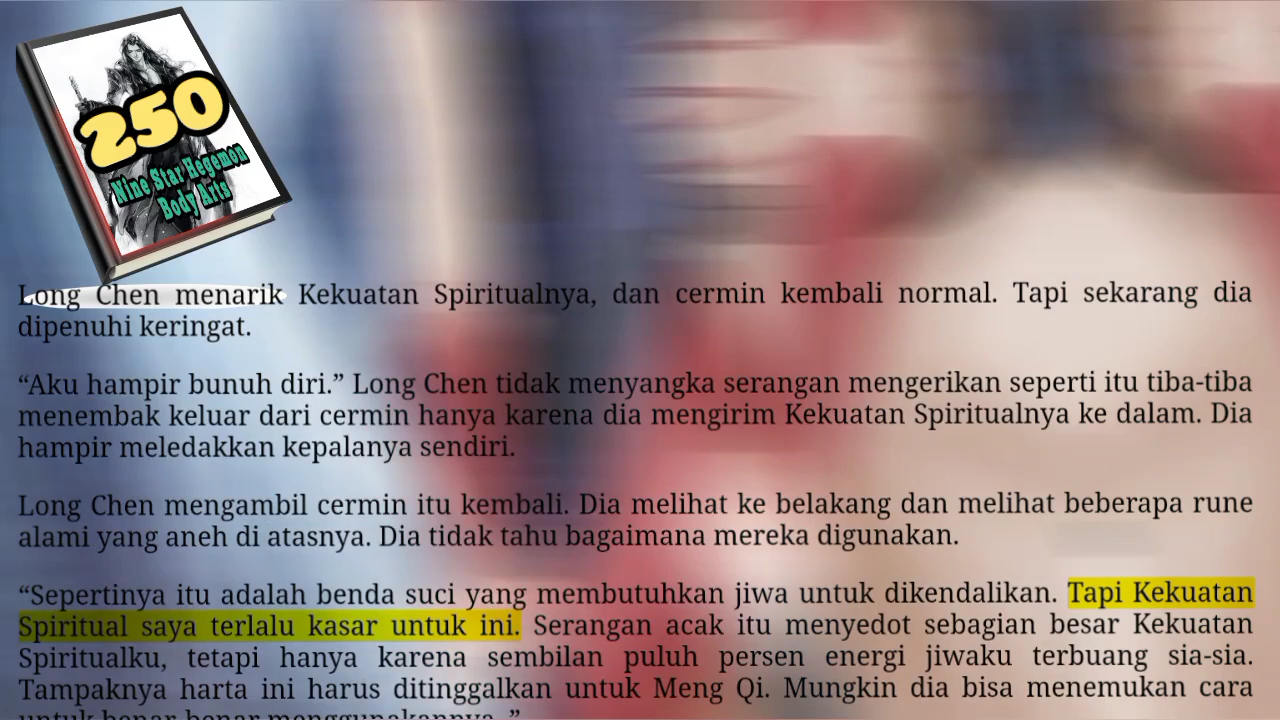 250
Nine Star Hegemon
Body Arts
Long Chen menarik Kekuatan Spiritualnya, dan cermin kembali normal. Tapi sekarang dia
dipenuhi keringat.
“Aku hampir bunuh diri.” Long Chen tidak menyangka serangan mengerikan seperti itu tiba-tiba
menembak keluar dari cermin hanya karena dia mengirim Kekuatan Spiritualnya ke dalam. Dia
hampir meledakkan kepalanya sendiri.
Long Chen mengambil cermin itu kembali. Dia melihat ke belakang dan melihat beberapa rune
alami yang aneh di atasnya. Dia tidak tahu bagaimana mereka digunakan.
“Sepertinya itu adalah benda suci yang membutuhkan jiwa untuk dikendalikan. Tapi Kekuatan
Spiritual saya terlalu kasar untuk ini. Serangan acak itu menyedot sebagian besar Kekuatan
Spiritualku, tetapi hanya karena sembilan puluh persen energi jiwaku terbuang sia-sia.
Tampaknya harta ini harus ditinggalkan untuk Meng Qi. Mungkin dia bisa menemukan cara
untuk benar-benar menggunakannya.”